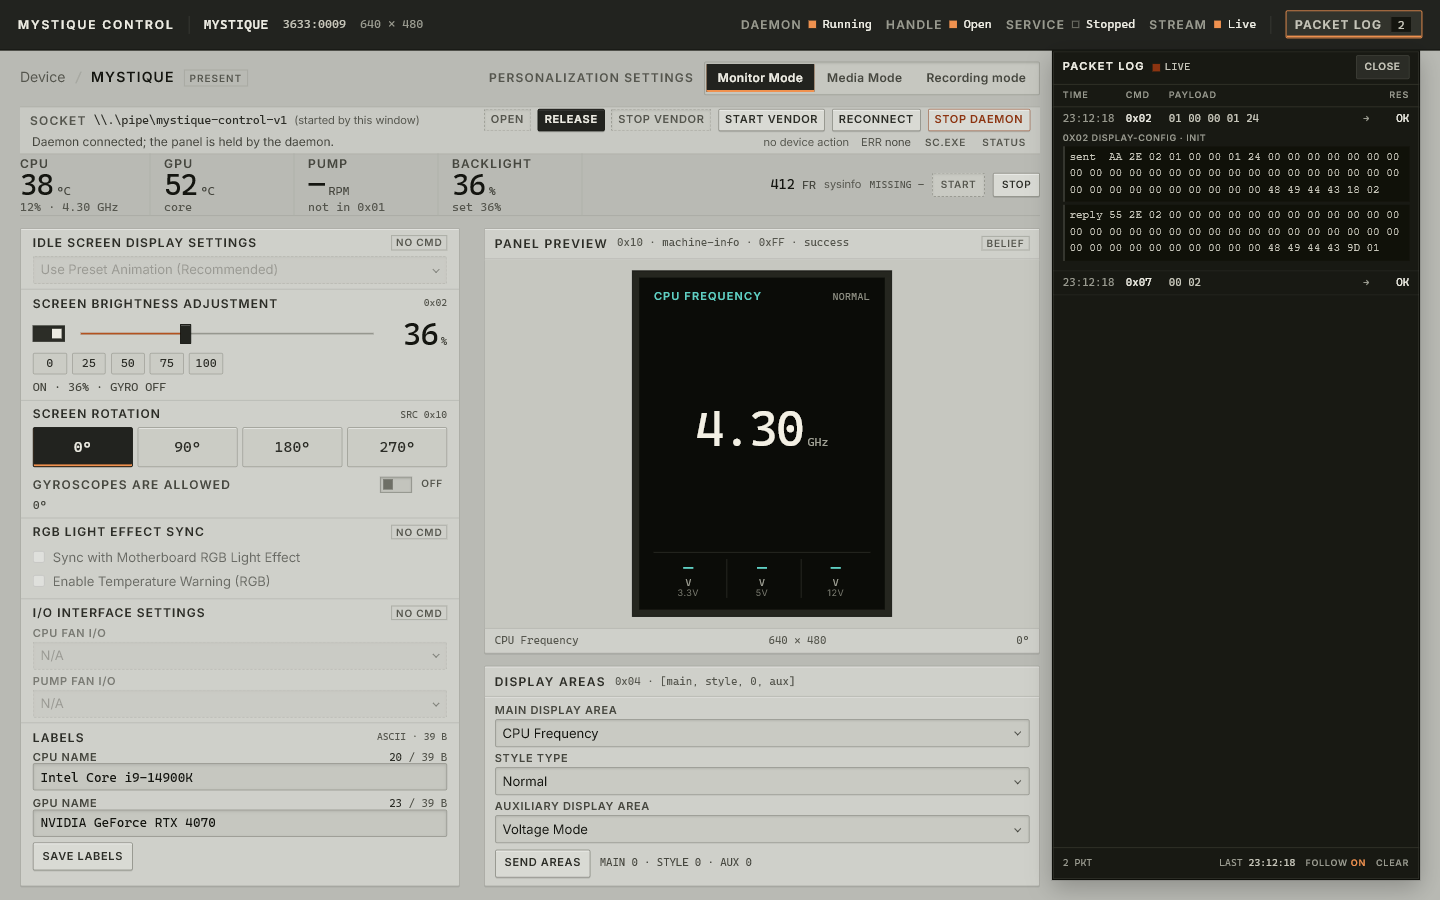 MYSTIQUE CONTROL MYSTIQUE 3633:0009 640 × 480 DAEMON Running HANDLE Open SERVICE Stopped STREAM Live PACKET LOG 2
Device / MYSTIQUE PRESENT PERSONALIZATION SETTINGS Monitor Mode Media Mode Recording mode
SOCKET \\.\pipe\mystique-control-v1 (started by this window) OPEN RELEASE STOP VENDOR START VENDOR RECONNECT STOP DAEMON
Daemon connected; the panel is held by the daemon. no device action ERR none SC.EXE STATUS
CPU GPU PUMP BACKLIGHT
38 °C 52 °C — RPM 36 % 412 FR sysinfo MISSING — START STOP
12% · 4.30 GHz core not in 0x01 set 36%
IDLE SCREEN DISPLAY SETTINGS NO CMD
Use Preset Animation (Recommended)
SCREEN BRIGHTNESS ADJUSTMENT 0x02
36 %
0 25 50 75 100
ON · 36% · GYRO OFF
SCREEN ROTATION SRC 0x10
0° 90° 180° 270°
GYROSCOPES ARE ALLOWED OFF
0°
RGB LIGHT EFFECT SYNC NO CMD
Sync with Motherboard RGB Light Effect
Enable Temperature Warning (RGB)
I/O INTERFACE SETTINGS NO CMD
CPU FAN I/O
N/A
PUMP FAN I/O
N/A
LABELS ASCII · 39 B
CPU NAME 20 / 39 B
Intel Core i9-14900K
GPU NAME 23 / 39 B
NVIDIA GeForce RTX 4070
SAVE LABELS
PANEL PREVIEW 0x10 · machine-info · 0xFF · success BELIEF
CPU FREQUENCY NORMAL
4.30 GHz
— — —
V V V
3.3V 5V 12V
CPU Frequency 640 × 480 0°
DISPLAY AREAS 0x04 · [main, style, 0, aux]
MAIN DISPLAY AREA
CPU Frequency
STYLE TYPE
Normal
AUXILIARY DISPLAY AREA
Voltage Mode
SEND AREAS MAIN 0 · STYLE 0 · AUX 0
PACKET LOG LIVE CLOSE
TIME CMD PAYLOAD RES
23:12:18 0x02 01 00 00 01 24 → OK
0X02 DISPLAY-CONFIG · INIT
sent AA 2E 02 01 00 00 01 24 00 00 00 00 00 00 00
00 00 00 00 00 00 00 00 00 00 00 00 00 00 00 00
00 00 00 00 00 00 00 00 00 48 49 44 43 18 02
reply 55 2E 02 00 00 00 00 00 00 00 00 00 00 00 00
00 00 00 00 00 00 00 00 00 00 00 00 00 00 00 00
00 00 00 00 00 00 00 00 00 48 49 44 43 9D 01
23:12:18 0x07 00 02 → OK
2 PKT LAST 23:12:18 FOLLOW ON CLEAR